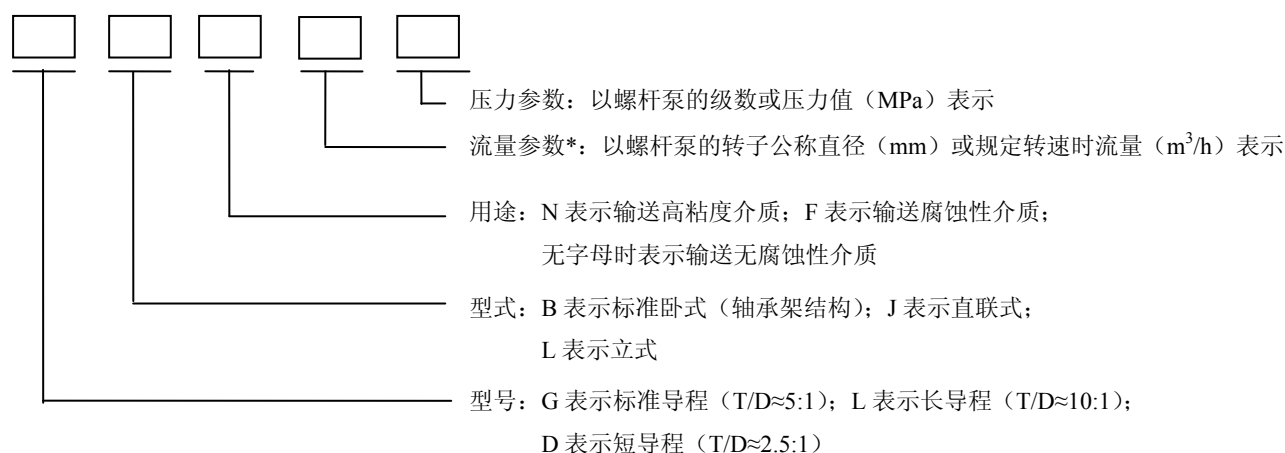 压力参数：以螺杆泵的级数或压力值（MPa）表示
流量参数*：以螺杆泵的转子公称直径（mm）或规定转速时流量（m³/h）表示
用途：N 表示输送高粘度介质；F 表示输送腐蚀性介质；
无字母时表示输送无腐蚀性介质
型式：B 表示标准卧式（轴承架结构）；J 表示直联式；
L 表示立式
型号：G 表示标准导程（T/D≈5:1）；L 表示长导程（T/D≈10:1）；
D 表示短导程（T/D≈2.5:1）